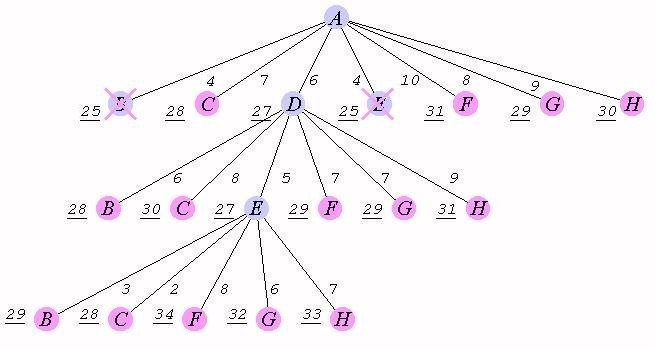 A
4 7 6 4 10 8 9
25 B 28 C 27 D 25 E 31 F 29 G 30 H
6 8 5 7 7 9
28 B 30 C 27 E 29 F 29 G 31 H
3 2 8 6 7
29 B 28 C 34 F 32 G 33 H